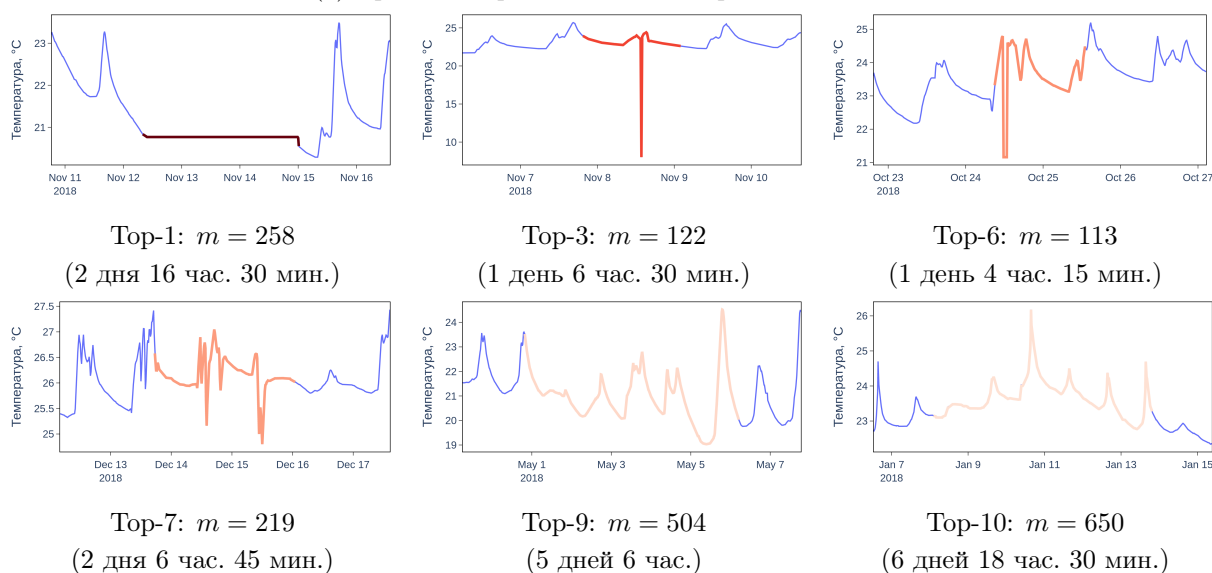 Температура, °C
23
22
21
Nov 11
2018
Nov 12
Nov 13
Nov 14
Nov 15
Nov 16
Температура, °C
25
20
15
10
Nov 7
2018
Nov 8
Nov 9
Nov 10
Температура, °C
25
24
23
22
21
Oct 23
2018
Oct 24
Oct 25
Oct 26
Oct 27
Top-1: m = 258
(2 дня 16 час. 30 мин.)
Top-3: m = 122
(1 день 6 час. 30 мин.)
Top-6: m = 113
(1 день 4 час. 15 мин.)
Температура, °C
27.5
27
26.5
26
25.5
25
Dec 13
2018
Dec 14
Dec 15
Dec 16
Dec 17
Температура, °C
24
23
22
21
20
19
May 1
2018
May 3
May 5
May 7
Температура, °C
26
25
24
23
Jan 7
2018
Jan 9
Jan 11
Jan 13
Jan 15
Top-7: m = 219
(2 дня 6 час. 45 мин.)
Top-9: m = 504
(5 дней 6 час.)
Top-10: m = 650
(6 дней 18 час. 30 мин.)